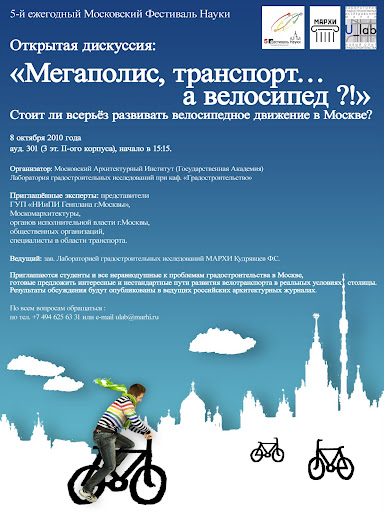 5-й ежегодный Московский Фестиваль Науки
Фестиваль Науки
МАРХИ
U_lab
Открытая дискуссия:
«Мегаполис, транспорт…
а велосипед ?!»
Стоит ли всерьёз развивать велосипедное движение в Москве?
8 октября 2010 года
ауд. 301 (3 эт. II-ого корпуса), начало в 15:15.
Организатор: Московский Архитектурный Институт (Государственная Академия)
Лаборатория градостроительных исследований при каф. «Градостроительство»
Приглашённые эксперты: представители
ГУП «НИиПИ Генплана г.Москвы»,
Москомархитектуры,
органов исполнительной власти г.Москвы,
общественных организаций,
специалисты в области транспорта.
Ведущий: зав. Лабораторией градостроительных исследований МАРХИ Кудрявцев Ф.С.
Приглашаются студенты и все неравнодушные к проблемам градостроительства в Москве,
готовые предложить интересные и нестандартные пути развития велотранспорта в реальных условиях столицы.
Результаты обсуждения будут опубликованы в ведущих российских архитектурных журналах.
По всем вопросам обращаться :
по тел. +7 494 625 63 31 или e-mail ulab@marhi.ru